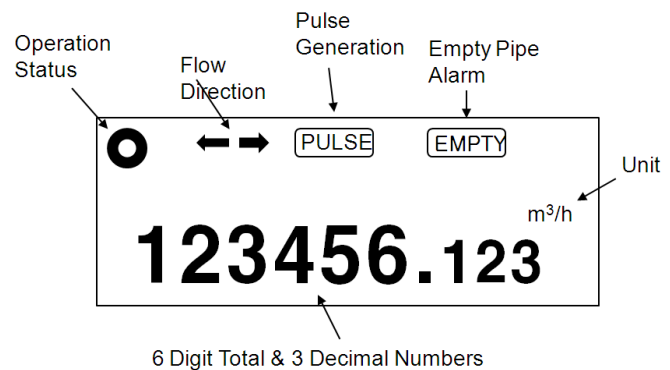 Operation
Status
Flow
Direction
Pulse
Generation
Empty Pipe
Alarm
PULSE
EMPTY
Unit
m³/h
123456.123
6 Digit Total & 3 Decimal Numbers